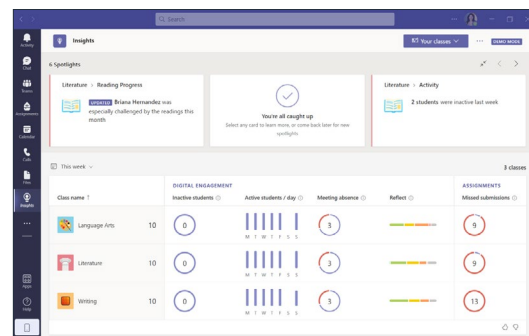 Search
Activity
Chat
Teams
Assignments
Calendar
Calls
Files
Insights
Apps
Help
Insights
Your classes
DEMO MODE
6 Spotlights
Literature > Reading Progress
UPDATED Briana Hernandez was
especially challenged by the readings this
month
You're all caught up
Select any card to learn more, or come back later for new
spotlights
Literature > Activity
2 students were inactive last week
This week
3 classes
DIGITAL ENGAGEMENT
ASSIGNMENTS
Class name ↑
Inactive students
Active students / day
Meeting absence
Reflect
Missed submissions
Language Arts 10 0 3 9
M T W T F S S
Literature 10 0 3 9
M T W T F S S
Writing 10 0 3 13
M T W T F S S